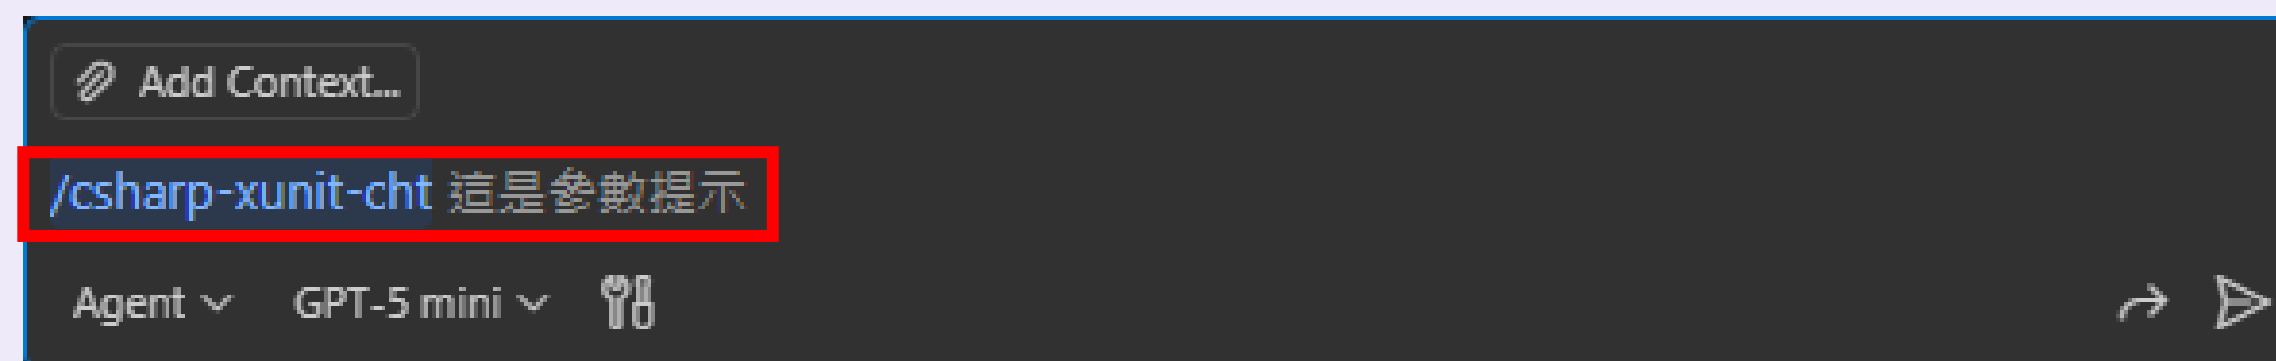 Add Context...
/csharp-xunit-cht 這是參數提示
Agent GPT-5 mini